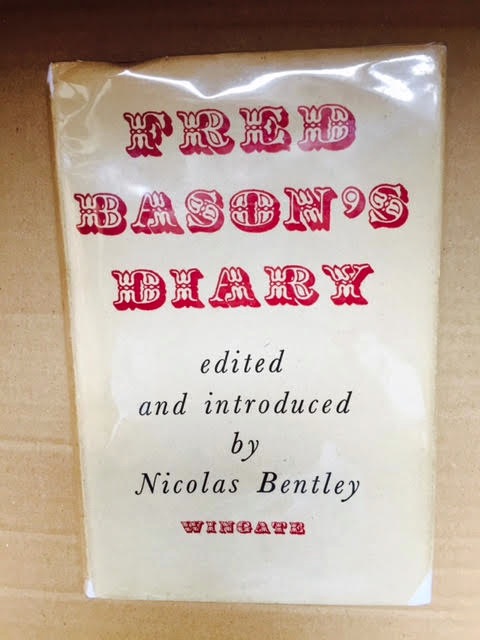 FRED
BASON'S
DIARY
edited
and introduced
by
Nicolas Bentley
WINGATE